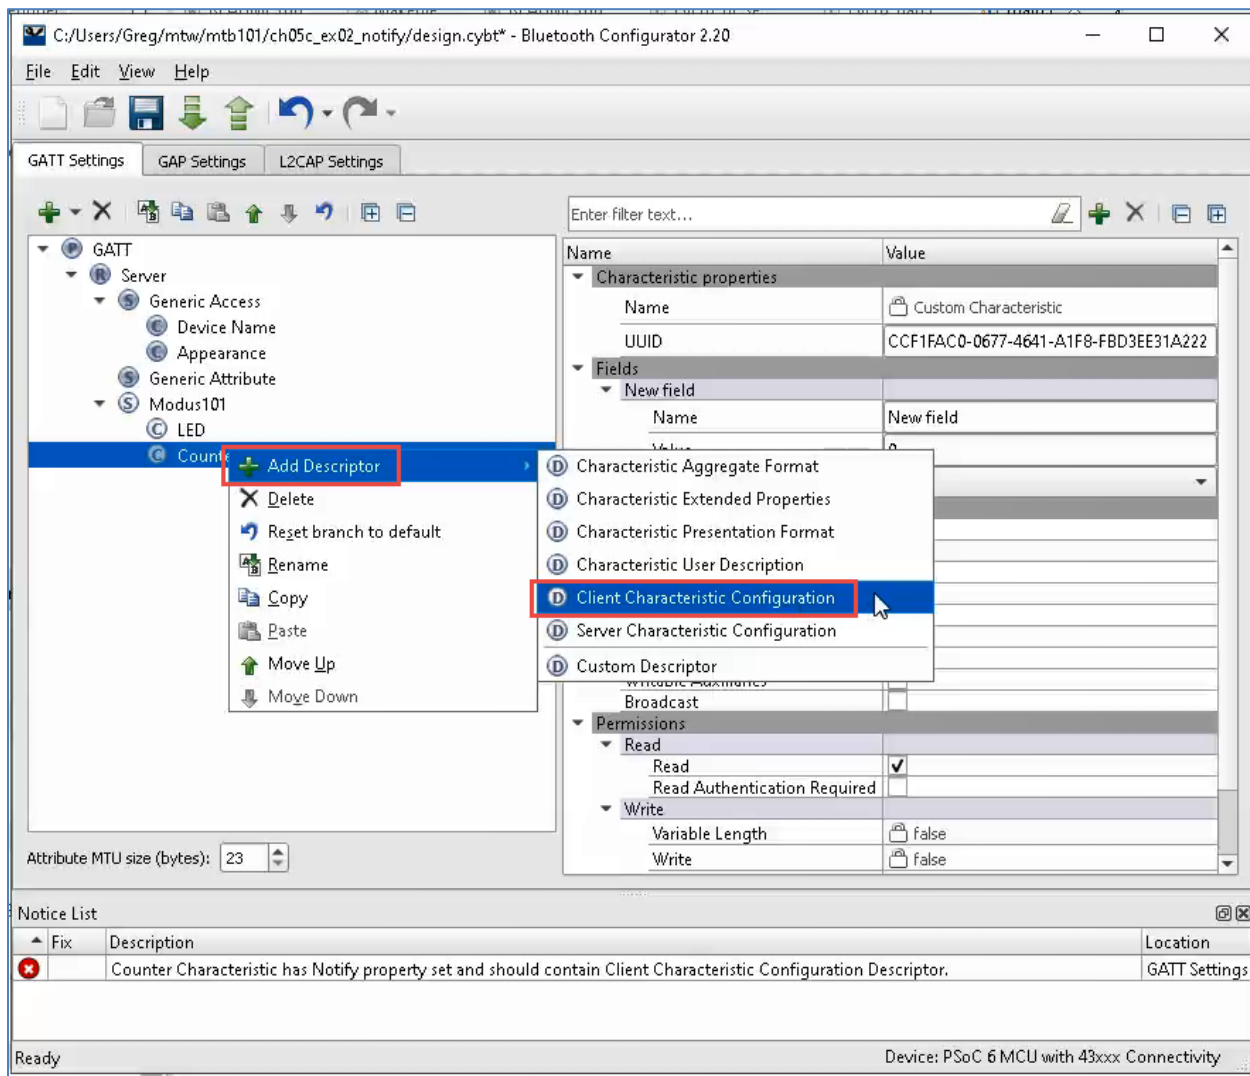 C:/Users/Greg/mtw/mtb101/ch05c_ex02_notify/design.cybt* - Bluetooth Configurator 2.20
File Edit View Help
GATT Settings GAP Settings L2CAP Settings
Enter filter text...
GATT
Server
Generic Access
Device Name
Appearance
Generic Attribute
Modus101
LED
Counte
Add Descriptor
Delete
Reset branch to default
Rename
Copy
Paste
Move Up
Move Down
Characteristic Aggregate Format
Characteristic Extended Properties
Characteristic Presentation Format
Characteristic User Description
Client Characteristic Configuration
Server Characteristic Configuration
Custom Descriptor
Name Value
Characteristic properties
Name Custom Characteristic
UUID CCF1FAC0-0677-4641-A1F8-FBD3EE31A222
Fields
New field
Name New field
Value 0
Writable Auxiliaries
Broadcast
Permissions
Read
Read
Read Authentication Required
Write
Variable Length false
Write false
Attribute MTU size (bytes): 23
Notice List
Fix Description Location
Counter Characteristic has Notify property set and should contain Client Characteristic Configuration Descriptor. GATT Settings
Ready Device: PSoC 6 MCU with 43xxx Connectivity